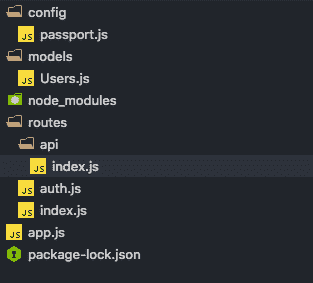 config
JS passport.js
models
JS Users.js
node_modules
routes
api
JS index.js
JS auth.js
JS index.js
JS app.js
package-lock.json